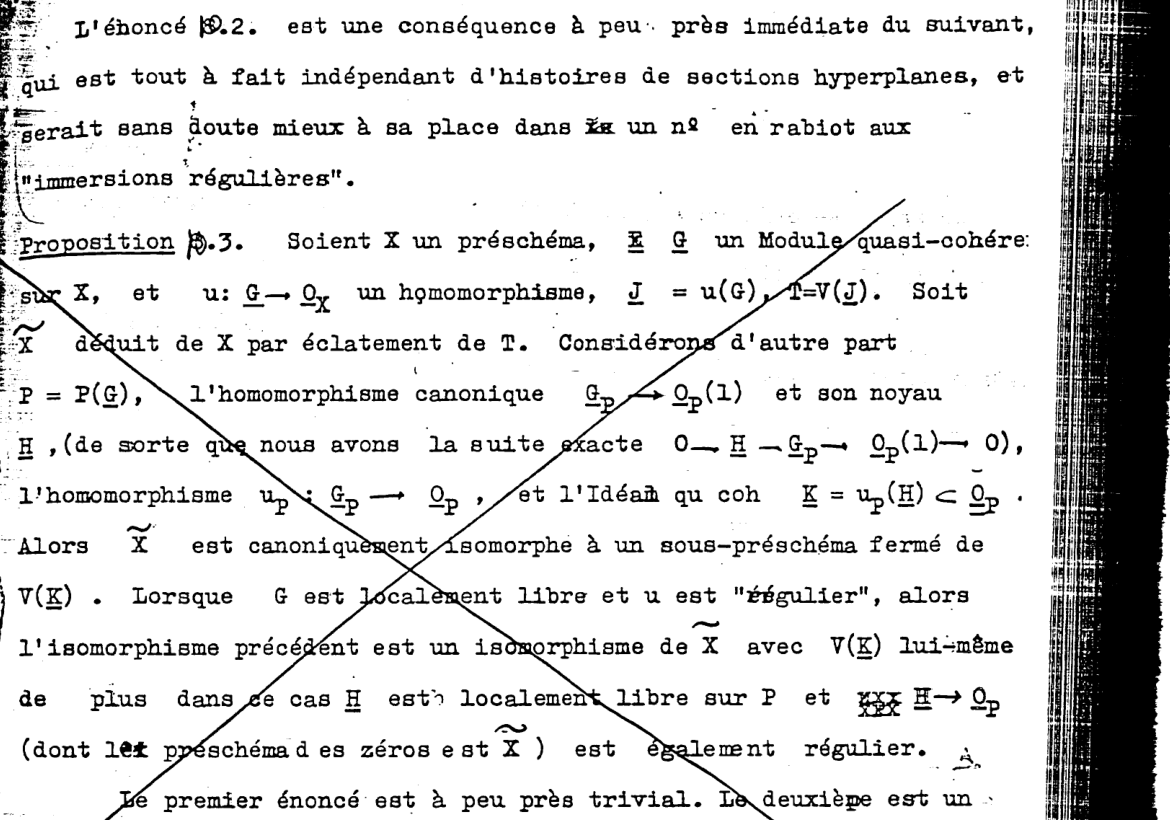 L'énoncé 9.2. est une conséquence à peu près immédiate du suivant,
qui est tout à fait indépendant d'histoires de sections hyperplanes, et
serait sans doute mieux à sa place dans un nº en rabiot aux
"immersions régulières".
Proposition .3. Soient X un préschéma, G un Module quasi-cohére
sur X, et u: G → O_X un homomorphisme, J = u(G), T=V(J). Soit
X̃ déduit de X par éclatement de T. Considérons d'autre part
P = P(G), l'homomorphisme canonique G_P → O_P(1) et son noyau
H ,(de sorte que nous avons la suite exacte 0→ H →G_P→ O_P(1)→ 0),
l'homomorphisme u_P : G_P → O_P , et l'Idéal qu coh K = u_P(H) ⊂ O_P .
Alors X̃ est canoniquement isomorphe à un sous-préschéma fermé de
V(K) . Lorsque G est localement libre et u est "régulier", alors
l'isomorphisme précédent est un isomorphisme de X̃ avec V(K) lui-même
de plus dans ce cas H est localement libre sur P et H→ O_P
(dont le préschéma d es zéros e st X̃ ) est également régulier.
Le premier énoncé est à peu près trivial. Le deuxième est un